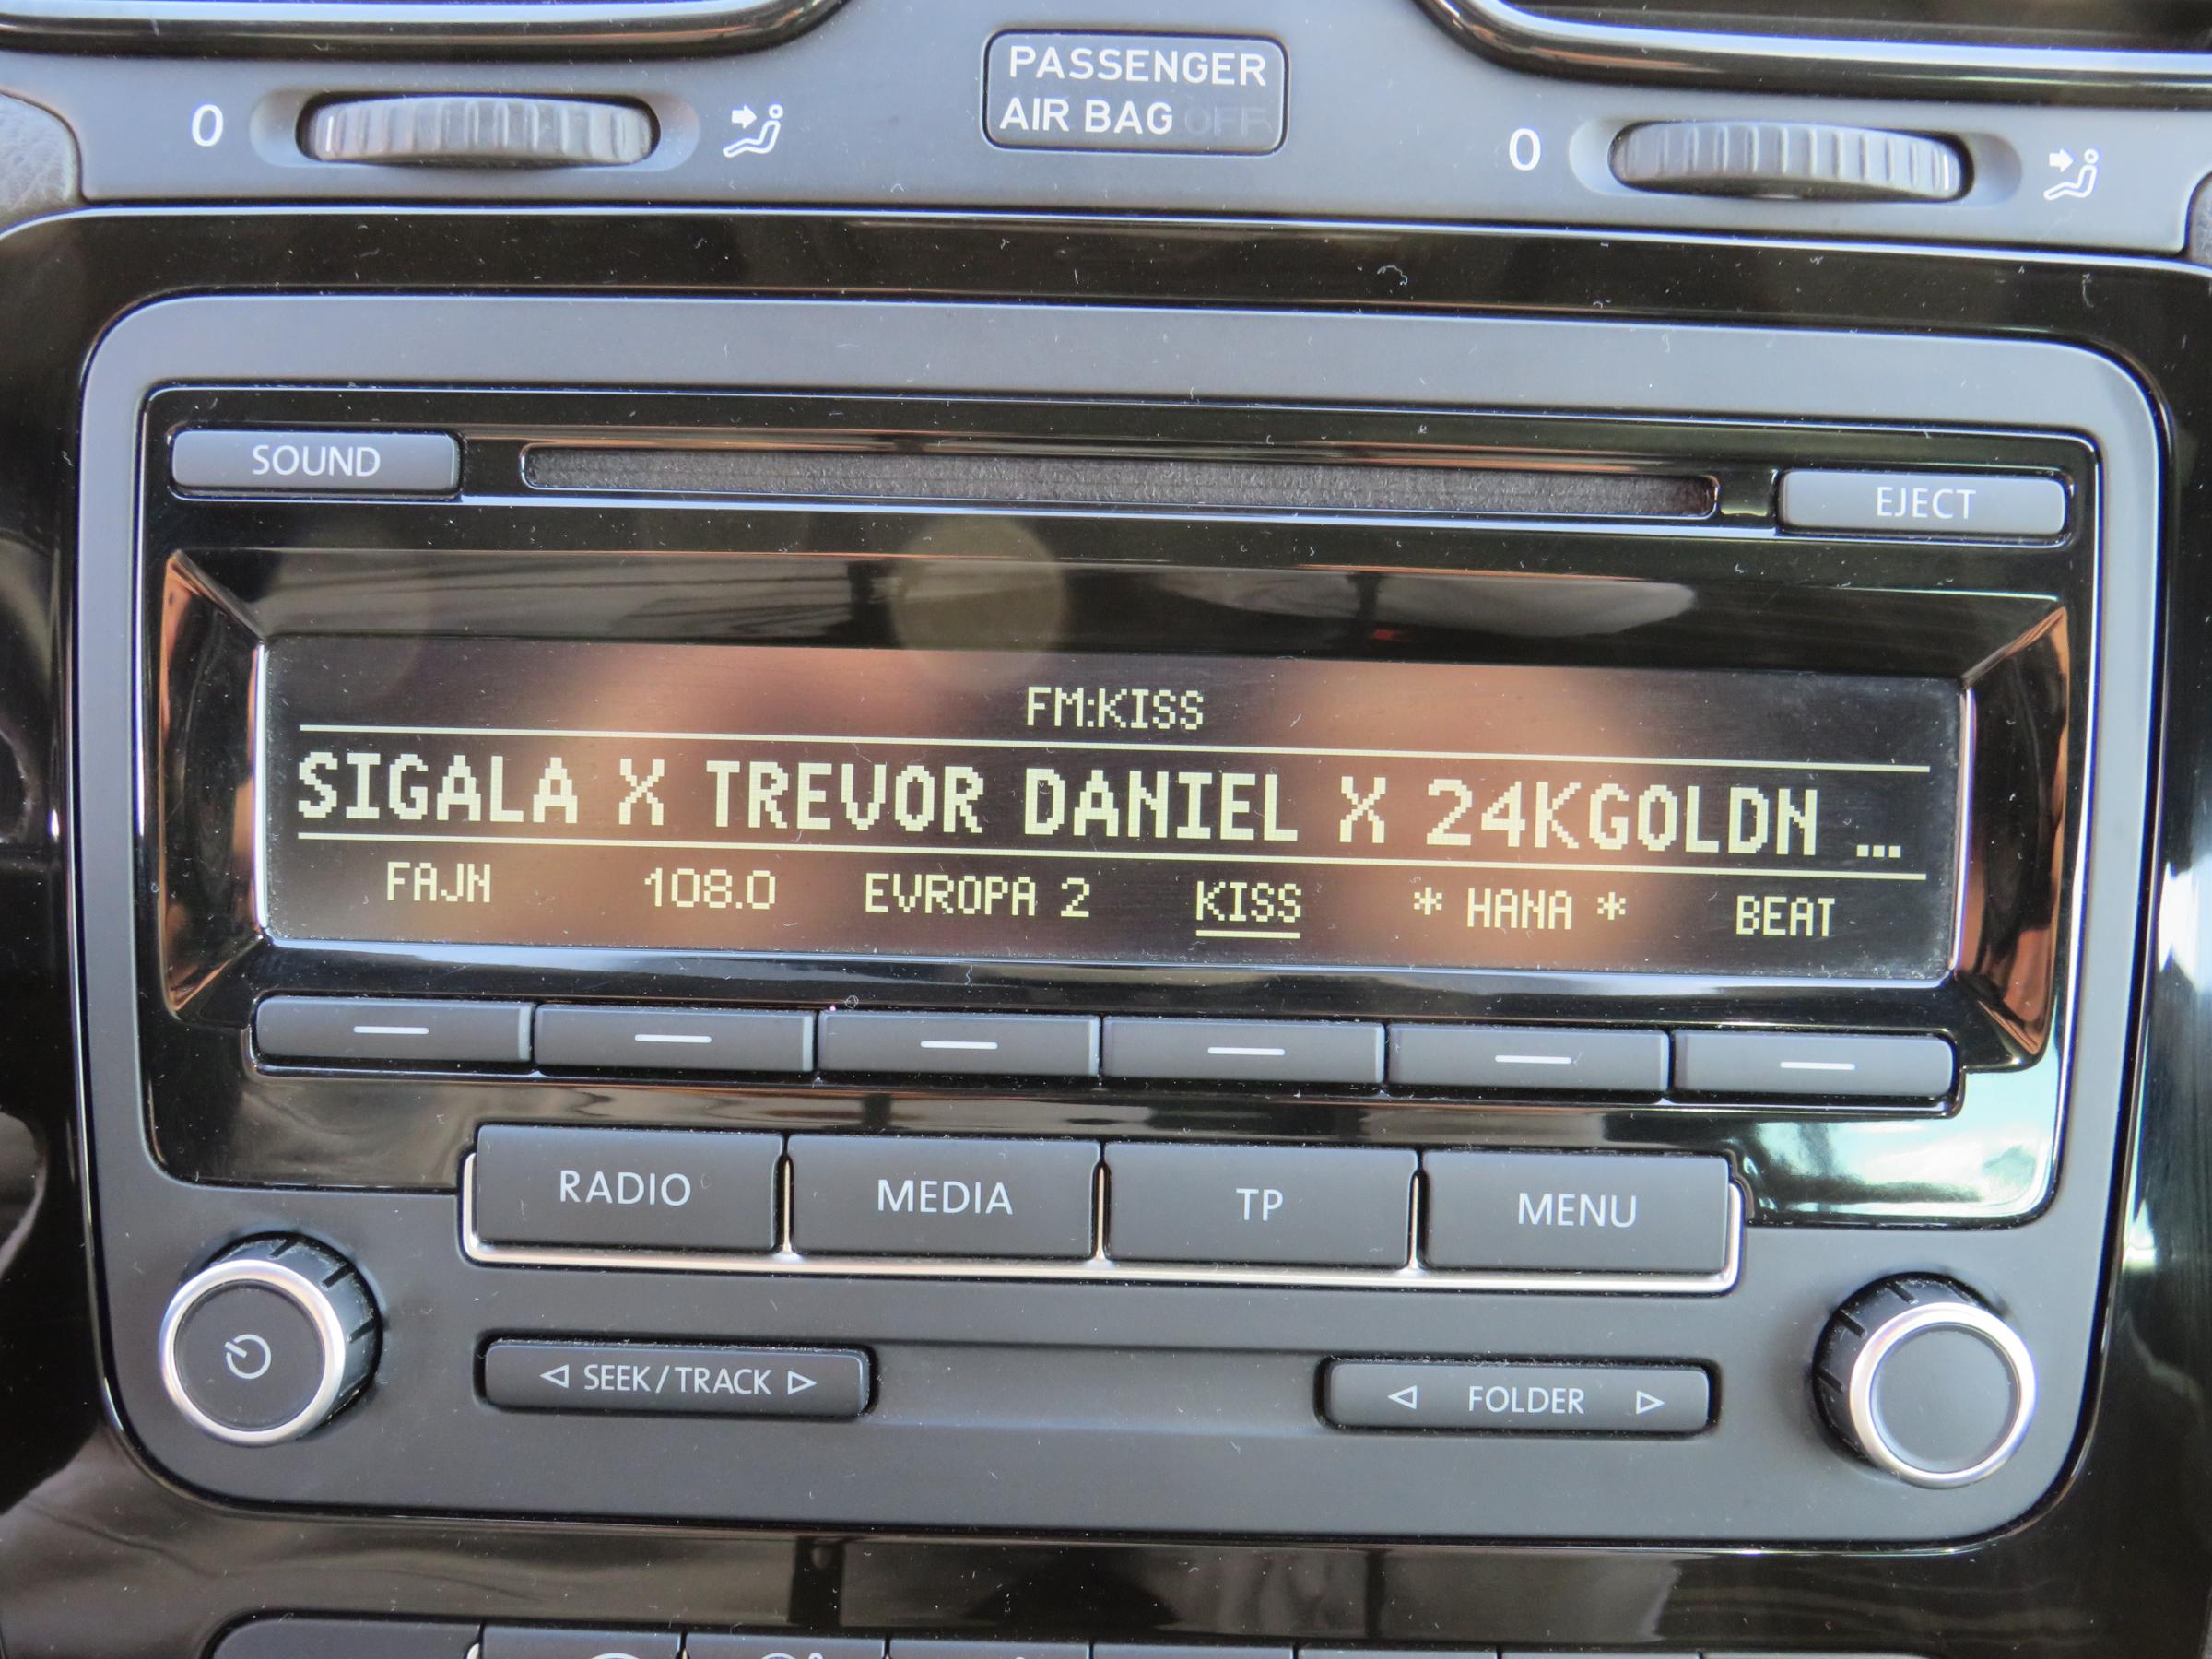 PASSENGER
0 AIR BAG OFF 0
SOUND EJECT
FM:KISS
SIGALA X TREVOR DANIEL X 24KGOLDN ...
FAJN 108.0 EVROPA 2 KISS * HANA * BEAT
RADIO MEDIA TP MENU
SEEK/TRACK FOLDER